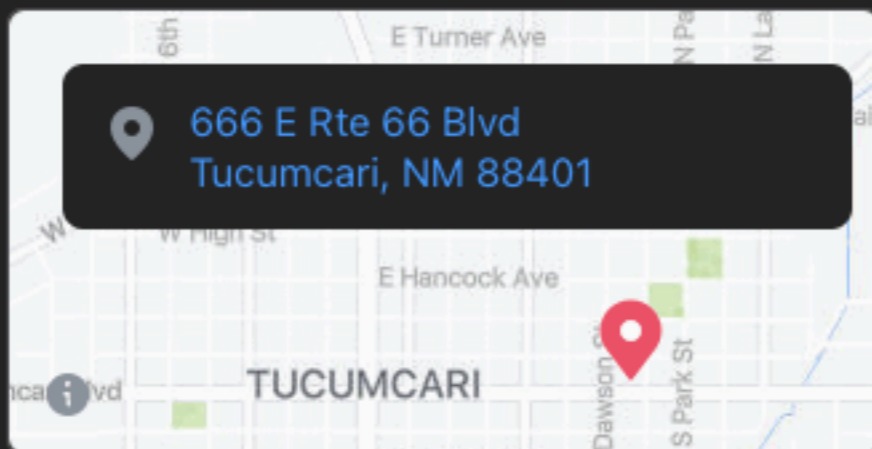 6th
E Turner Ave
N Pa
N La
666 E Rte 66 Blvd
Tucumcari, NM 88401
ai
W
W High St
E Hancock Ave
TUCUMCARI
Dawson
S Park St
lvd